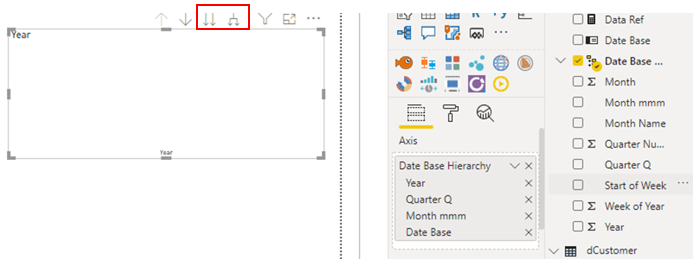 Year
Year
Axis
Date Base Hierarchy
Year
Quarter Q
Month mmm
Date Base
Data Ref
Date Base
Date Base ...
Σ Month
Month mmm
Month Name
Σ Quarter Nu...
Quarter Q
Start of Week ...
Σ Week of Year
Σ Year
dCustomer